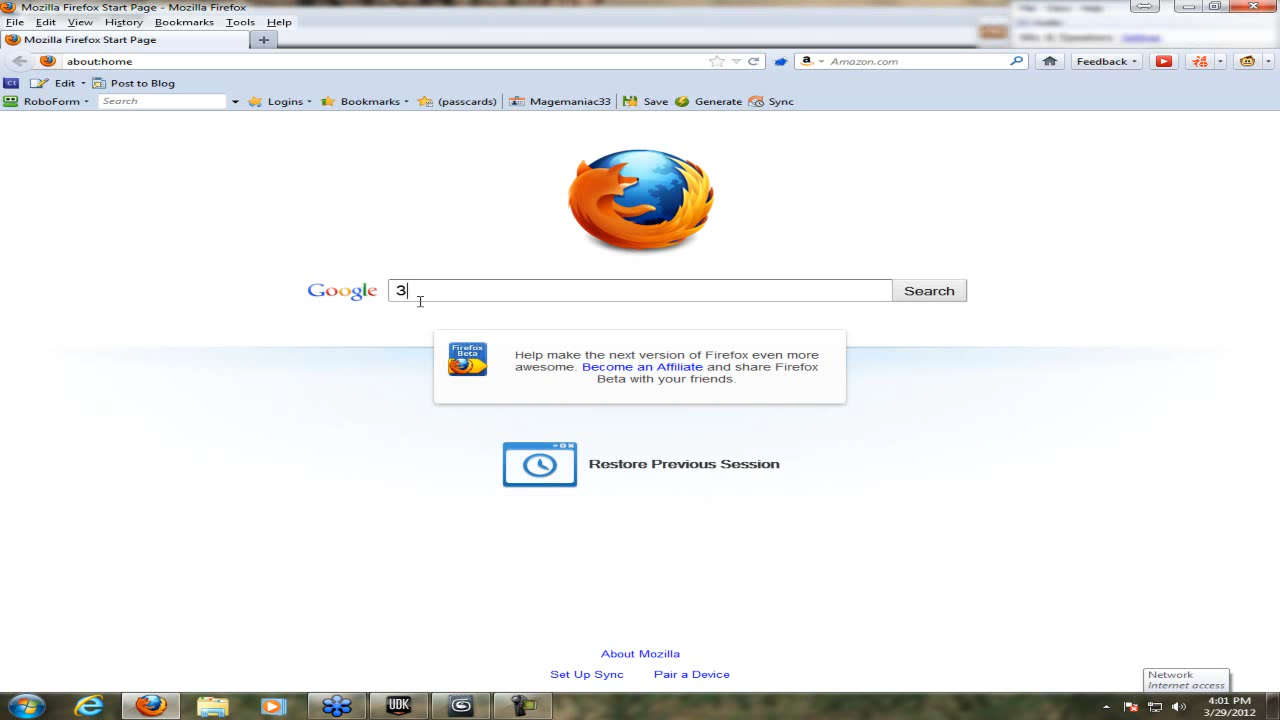 Mozilla Firefox Start Page - Mozilla Firefox
File Edit View History Bookmarks Tools Help
Mozilla Firefox Start Page
about:home
Amazon.com
Feedback
Edit
Post to Blog
RoboForm
Search
Logins
Bookmarks
(passcards)
Magemaniac33
Save
Generate
Sync
Google
3
Search
Firefox
Beta
Help make the next version of Firefox even more
awesome. Become an Affiliate and share Firefox
Beta with your friends.
Restore Previous Session
About Mozilla
Set Up Sync
Pair a Device
Network
Internet access
UDK
4:01 PM
3/29/2012